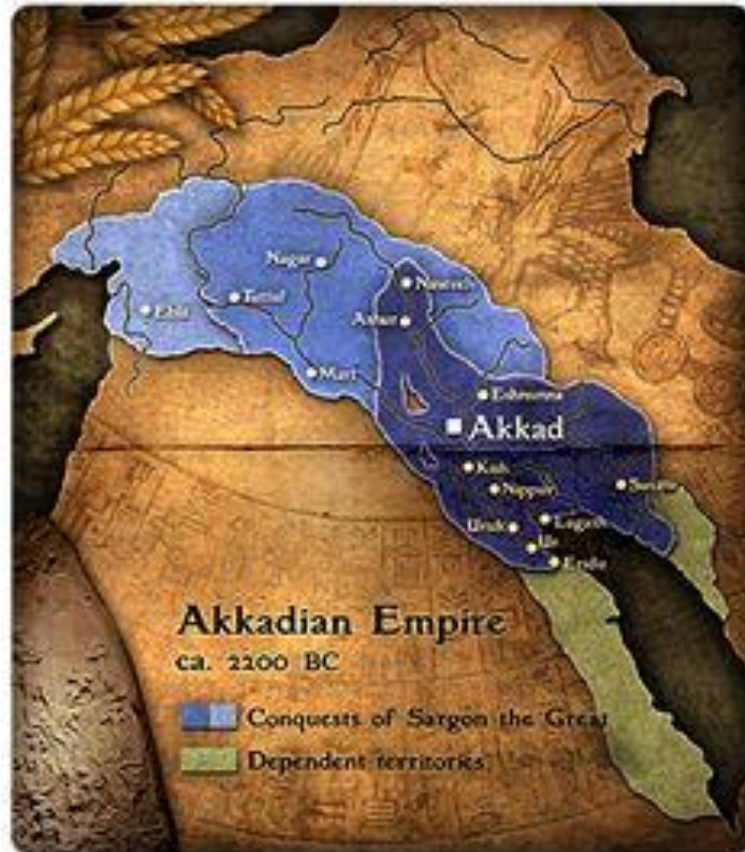 Nagar
Nineveh
Tuttul
Ebla
Assur
Mari
Eshnunna
Akkad
Kish
Nippur
Susa
Uruk
Lagash
Ur
Eridu
Akkadian Empire
ca. 2200 BC
Conquests of Sargon the Great
Dependent territories